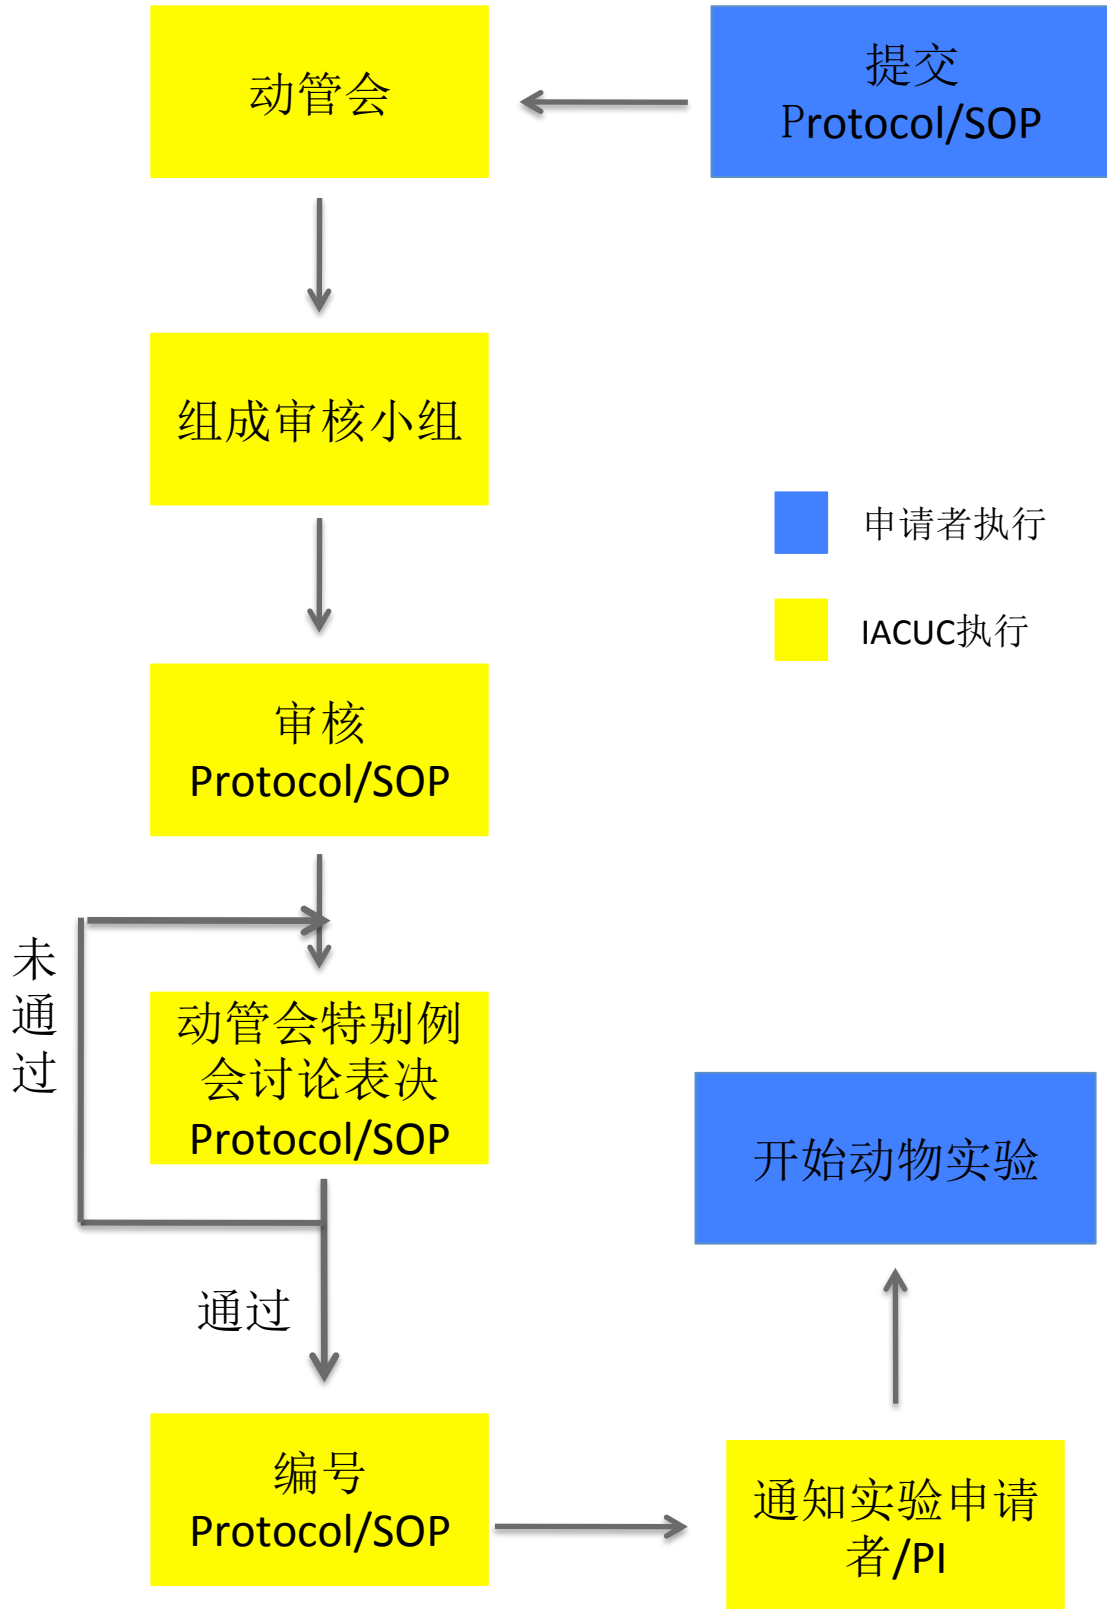 动管会
提交
Protocol/SOP
组成审核小组
申请者执行
IACUC执行
审核
Protocol/SOP
未
通
过
动管会特别例
会讨论表决
Protocol/SOP
开始动物实验
通过
编号
Protocol/SOP
通知实验申请
者/PI